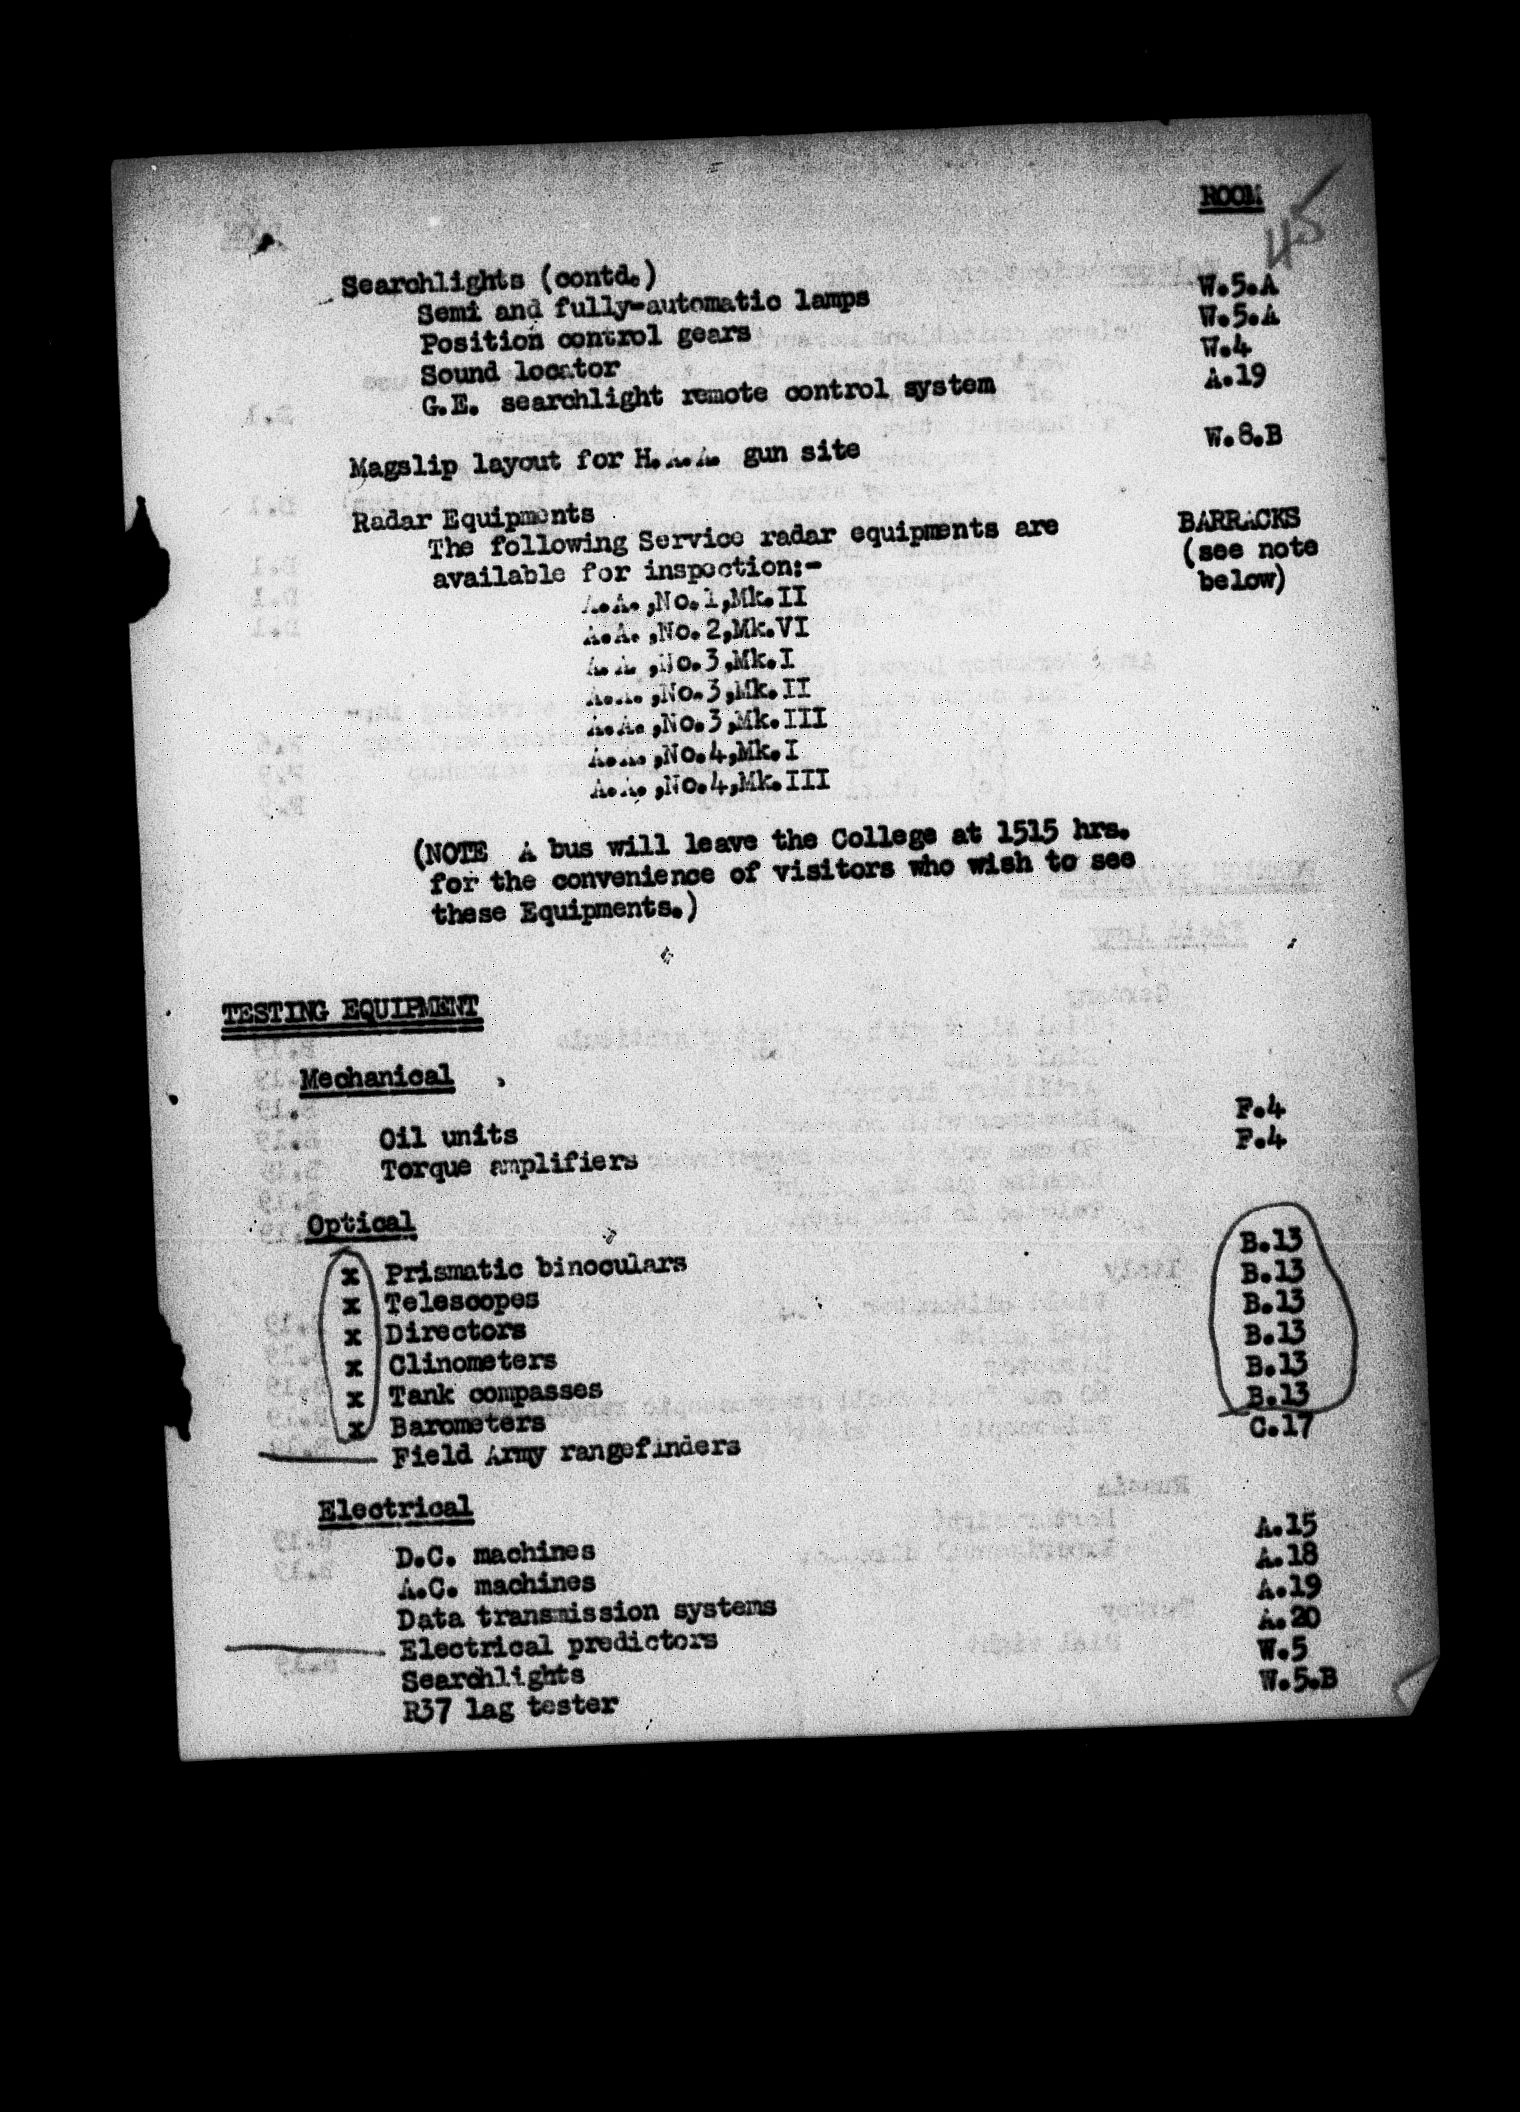 ROOM
45
Searchlights (contd.)
Semi and fully-automatic lamps W.5.A
Position control gears W.5.A
Sound locator W.4
G.E. searchlight remote control system A.19
Magslip layout for H.A.A. gun site W.8.B
Radar Equipments
The following Service radar equipments are BARRACKS
available for inspection:- (see note
below)
A.A.,No.1,Mk.II
A.A.,No.2,Mk.VI
A.A.,No.3,Mk.I
A.A.,No.3,Mk.II
A.A.,No.3,Mk.III
A.A.,No.4,Mk.I
A.A.,No.4,Mk.III
(NOTE A bus will leave the College at 1515 hrs.
for the convenience of visitors who wish to see
these Equipments.)
TESTING EQUIPMENT
Mechanical
Oil units F.4
Torque amplifiers F.4
Optical
x Prismatic binoculars B.13
x Telescopes B.13
x Directors B.13
x Clinometers B.13
x Tank compasses B.13
x Barometers B.13
Field Army rangefinders C.17
Electrical
D.C. machines A.15
A.C. machines A.18
Data transmission systems A.19
Electrical predictors A.20
Searchlights W.5
R37 lag tester W.5.B